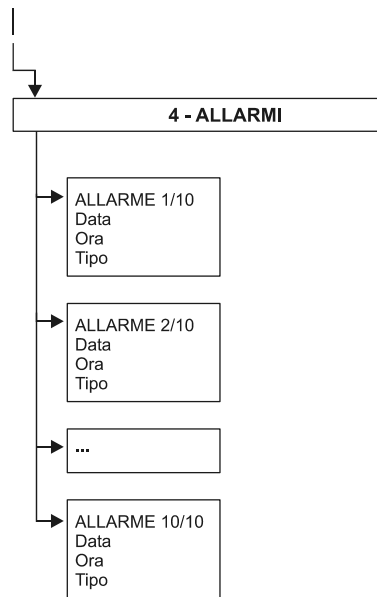 4 - ALLARMI
ALLARME 1/10
Data
Ora
Tipo
ALLARME 2/10
Data
Ora
Tipo
...
ALLARME 10/10
Data
Ora
Tipo